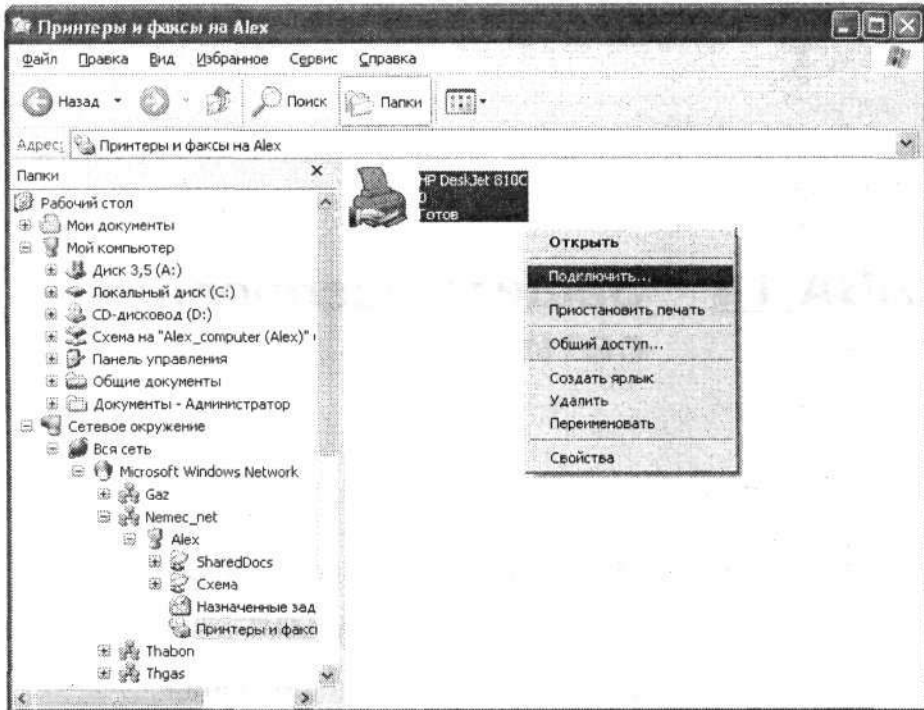 Принтеры и факсы на Alex
Файл Правка Вид Избранное Сервис Справка
Назад Поиск Папки
Адрес: Принтеры и факсы на Alex
Папки
Рабочий стол
Мои документы
Мой компьютер
Диск 3,5 (A:)
Локальный диск (C:)
CD-дисковод (D:)
Схема на "Alex_computer (Alex)"
Панель управления
Общие документы
Документы - Администратор
Сетевое окружение
Вся сеть
Microsoft Windows Network
Gaz
Nemec_net
Alex
SharedDocs
Схема
Назначенные зад
Принтеры и факс
Thabon
Thgas
HP DeskJet 810C
0
Готов
Открыть
Подключить...
Приостановить печать
Общий доступ...
Создать ярлык
Удалить
Переименовать
Свойства